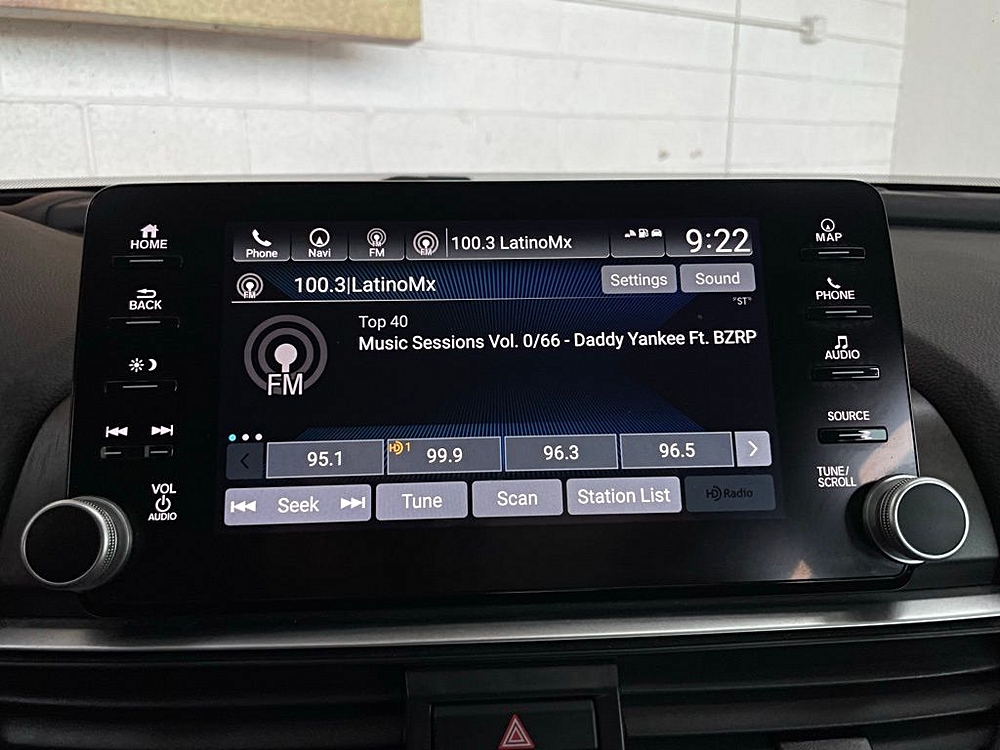 HOME
BACK
VOL
AUDIO
Phone
Navi
FM
FM
100.3 LatinoMx
9:22
FM
100.3|LatinoMx
Settings
Sound
"ST"
FM
Top 40
Music Sessions Vol. 0/66 - Daddy Yankee Ft. BZRP
95.1
HD 1
99.9
96.3
96.5
Seek
Tune
Scan
Station List
HD Radio
MAP
PHONE
AUDIO
SOURCE
TUNE/
SCROLL